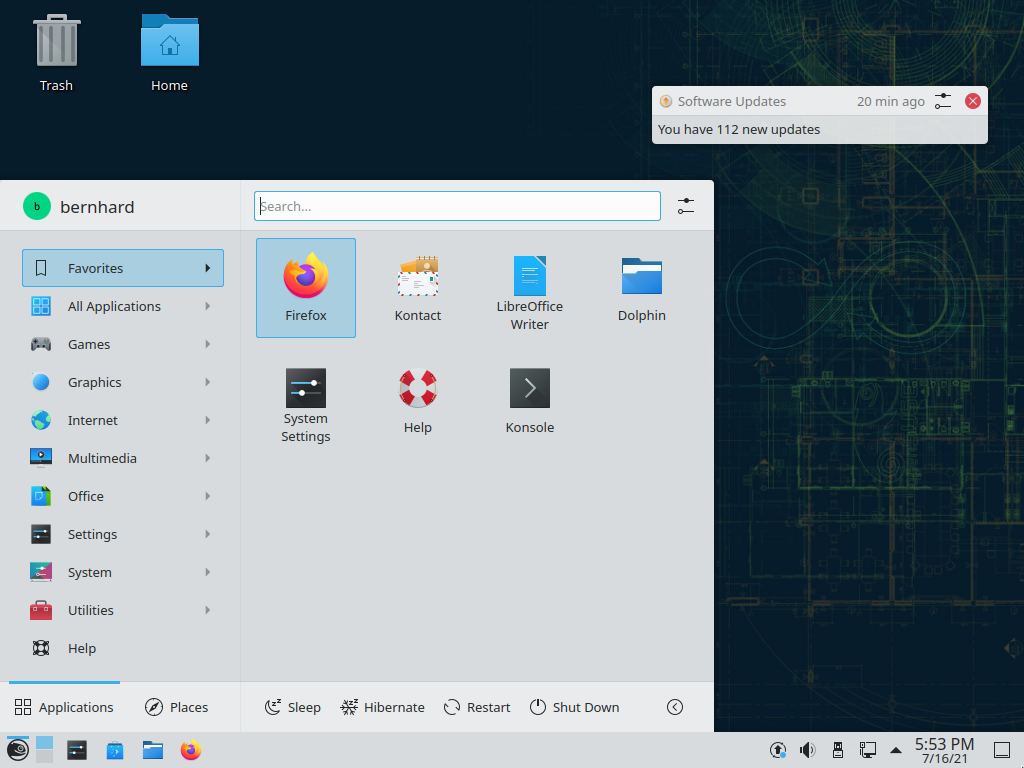 Trash
Home
Software Updates
20 min ago
You have 112 new updates
b
bernhard
Search...
Favorites
All Applications
Games
Graphics
Internet
Multimedia
Office
Settings
System
Utilities
Help
Firefox
Kontact
LibreOffice
Writer
Dolphin
System
Settings
Help
Konsole
Applications
Places
Sleep
Hibernate
Restart
Shut Down
5:53 PM
7/16/21